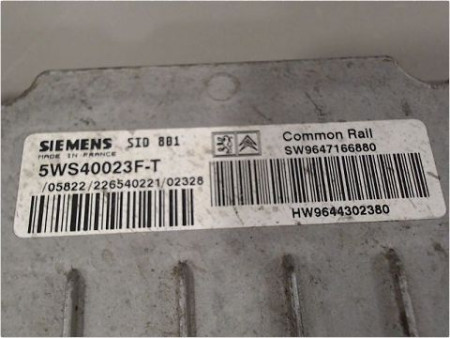 SIEMENS SID 801
MADE IN FRANCE
5WS40023F-T
/05822/226540221/02328
Common Rail
SW9647166880
HW9644302380